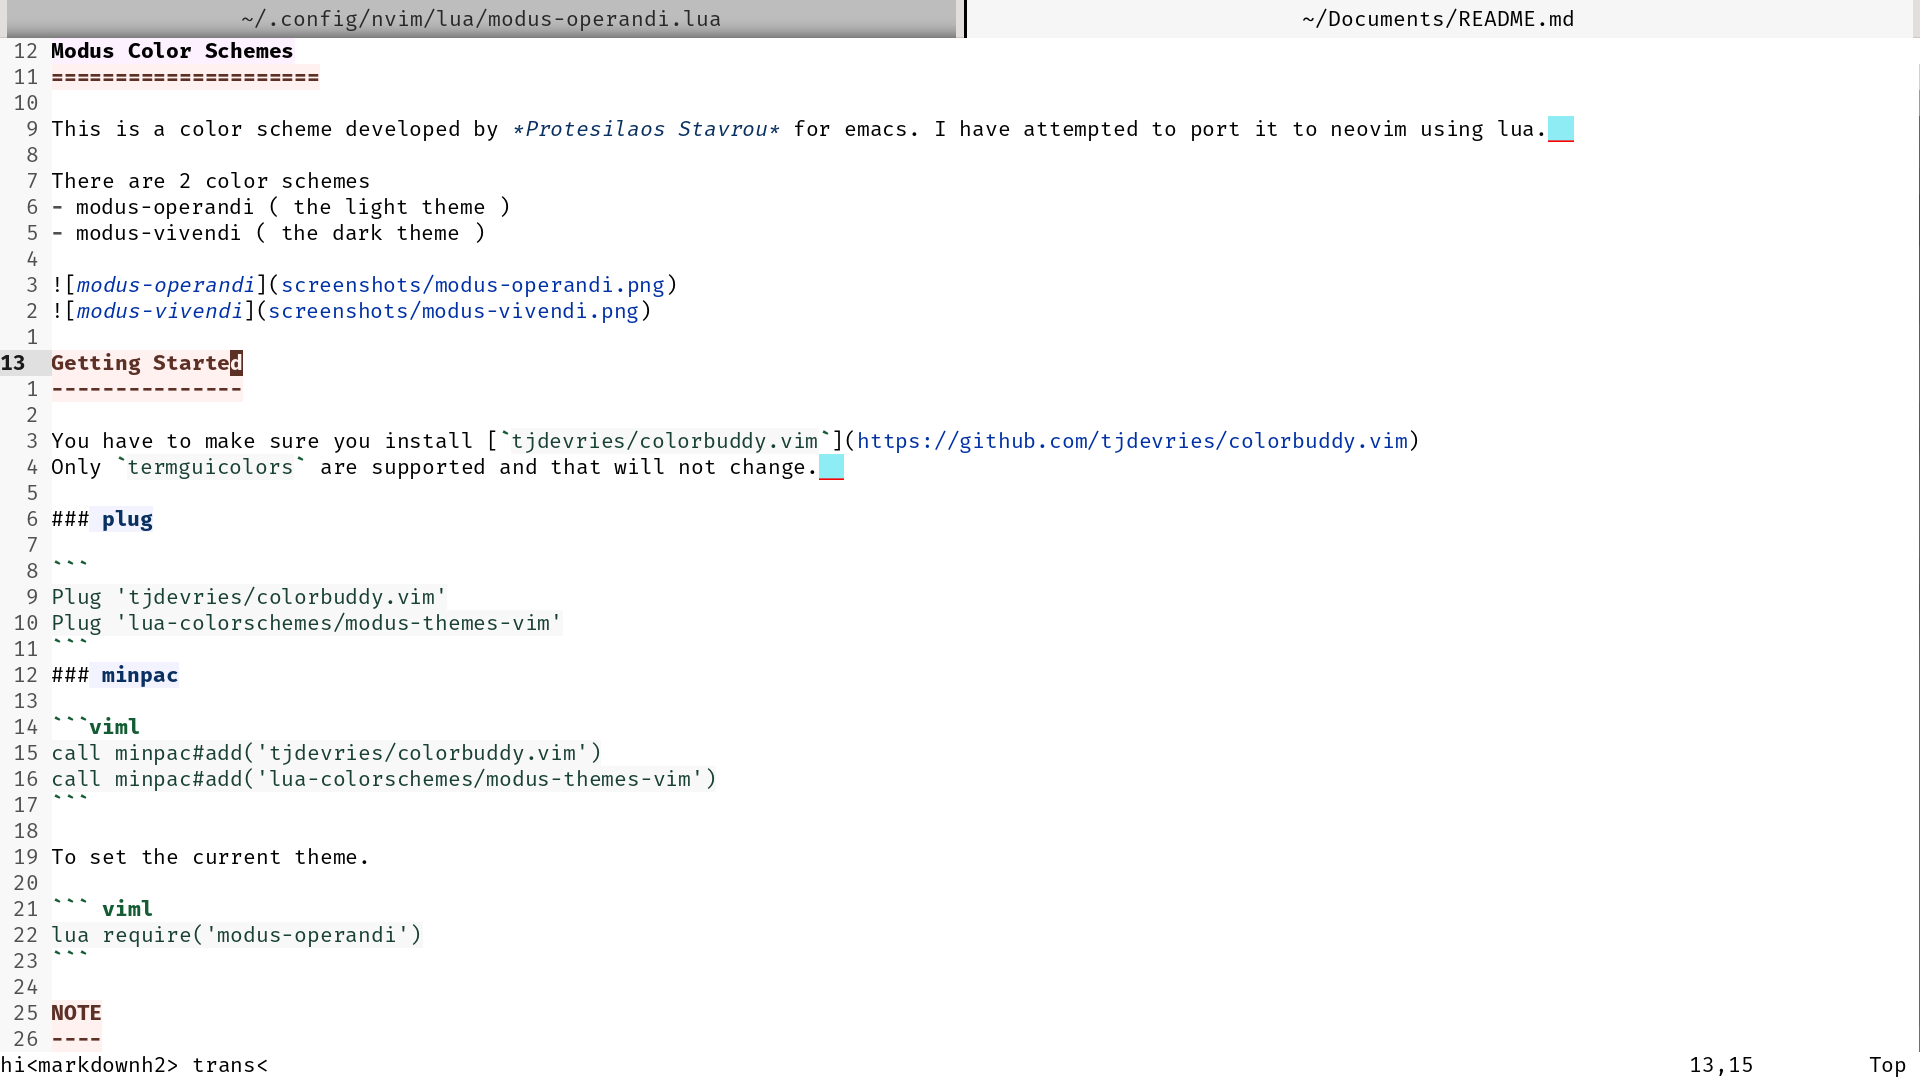 ~/.config/nvim/lua/modus-operandi.lua ~/Documents/README.md
12 Modus Color Schemes
11 =====================
10
9 This is a color scheme developed by *Protesilaos Stavrou* for emacs. I have attempted to port it to neovim using lua.
8
7 There are 2 color schemes
6 - modus-operandi ( the light theme )
5 - modus-vivendi ( the dark theme )
4
3 ![modus-operandi](screenshots/modus-operandi.png)
2 ![modus-vivendi](screenshots/modus-vivendi.png)
1
13 Getting Started
1 ---------------
2
3 You have to make sure you install [`tjdevries/colorbuddy.vim`](https://github.com/tjdevries/colorbuddy.vim)
4 Only `termguicolors` are supported and that will not change.
5
6 ### plug
7
8 ```
9 Plug 'tjdevries/colorbuddy.vim'
10 Plug 'lua-colorschemes/modus-themes-vim'
11 ```
12 ### minpac
13
14 ```viml
15 call minpac#add('tjdevries/colorbuddy.vim')
16 call minpac#add('lua-colorschemes/modus-themes-vim')
17 ```
18
19 To set the current theme.
20
21 ``` viml
22 lua require('modus-operandi')
23 ```
24
25 NOTE
26 ----
hi<markdownh2> trans< 13,15 Top